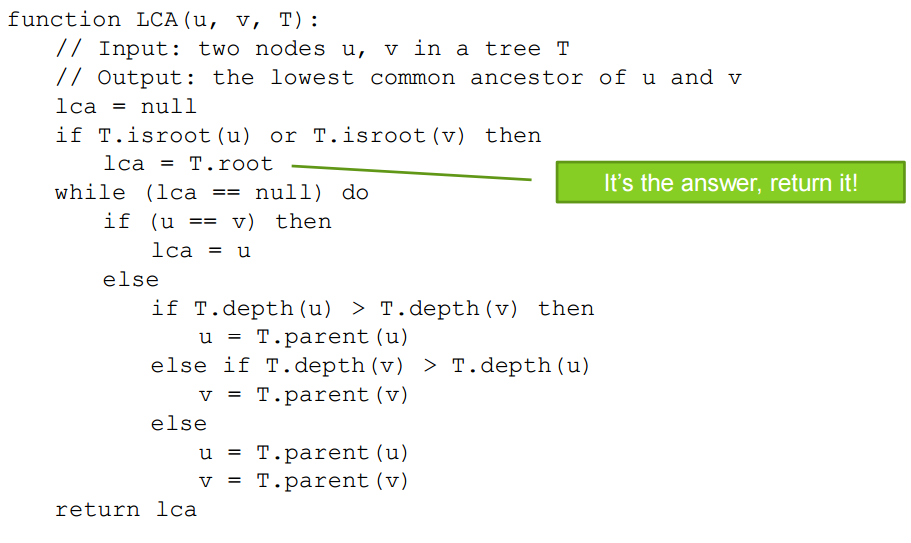 function LCA(u, v, T):
// Input: two nodes u, v in a tree T
// Output: the lowest common ancestor of u and v
lca = null
if T.isroot(u) or T.isroot(v) then
lca = T.root
It's the answer, return it!
while (lca == null) do
if (u == v) then
lca = u
else
if T.depth(u) > T.depth(v) then
u = T.parent(u)
else if T.depth(v) > T.depth(u)
v = T.parent(v)
else
u = T.parent(u)
v = T.parent(v)
return lca